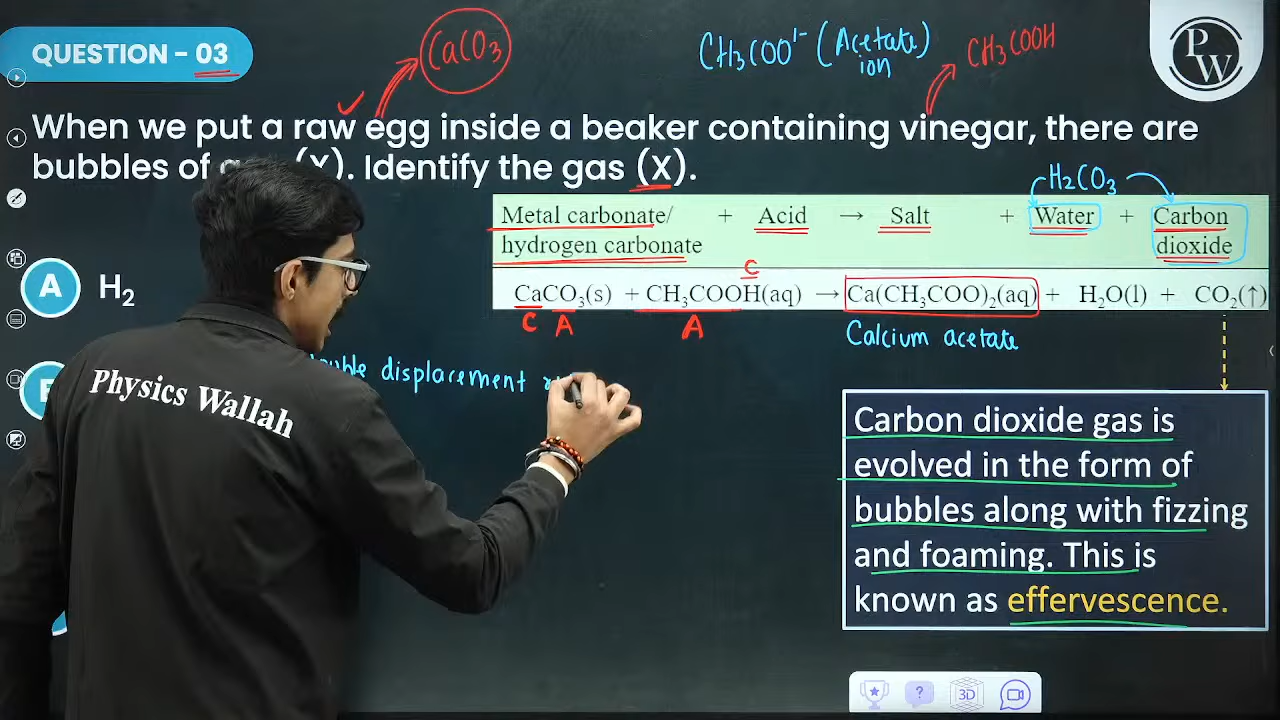 QUESTION - 03
CaCO₃
CH₃COO¹⁻ (Acetate)
ion
CH₃COOH
PW
When we put a raw egg inside a beaker containing vinegar, there are
bubbles of (X). Identify the gas (X).
H₂CO₃
Metal carbonate/ + Acid → Salt + Water + Carbon
hydrogen carbonate dioxide
C
CaCO₃(s) + CH₃COOH(aq) → Ca(CH₃COO)₂(aq) + H₂O(l) + CO₂(↑)
C A A
Calcium acetate
A H₂
displacement
Physics Wallah
Carbon dioxide gas is
evolved in the form of
bubbles along with fizzing
and foaming. This is
known as effervescence.
?
3D